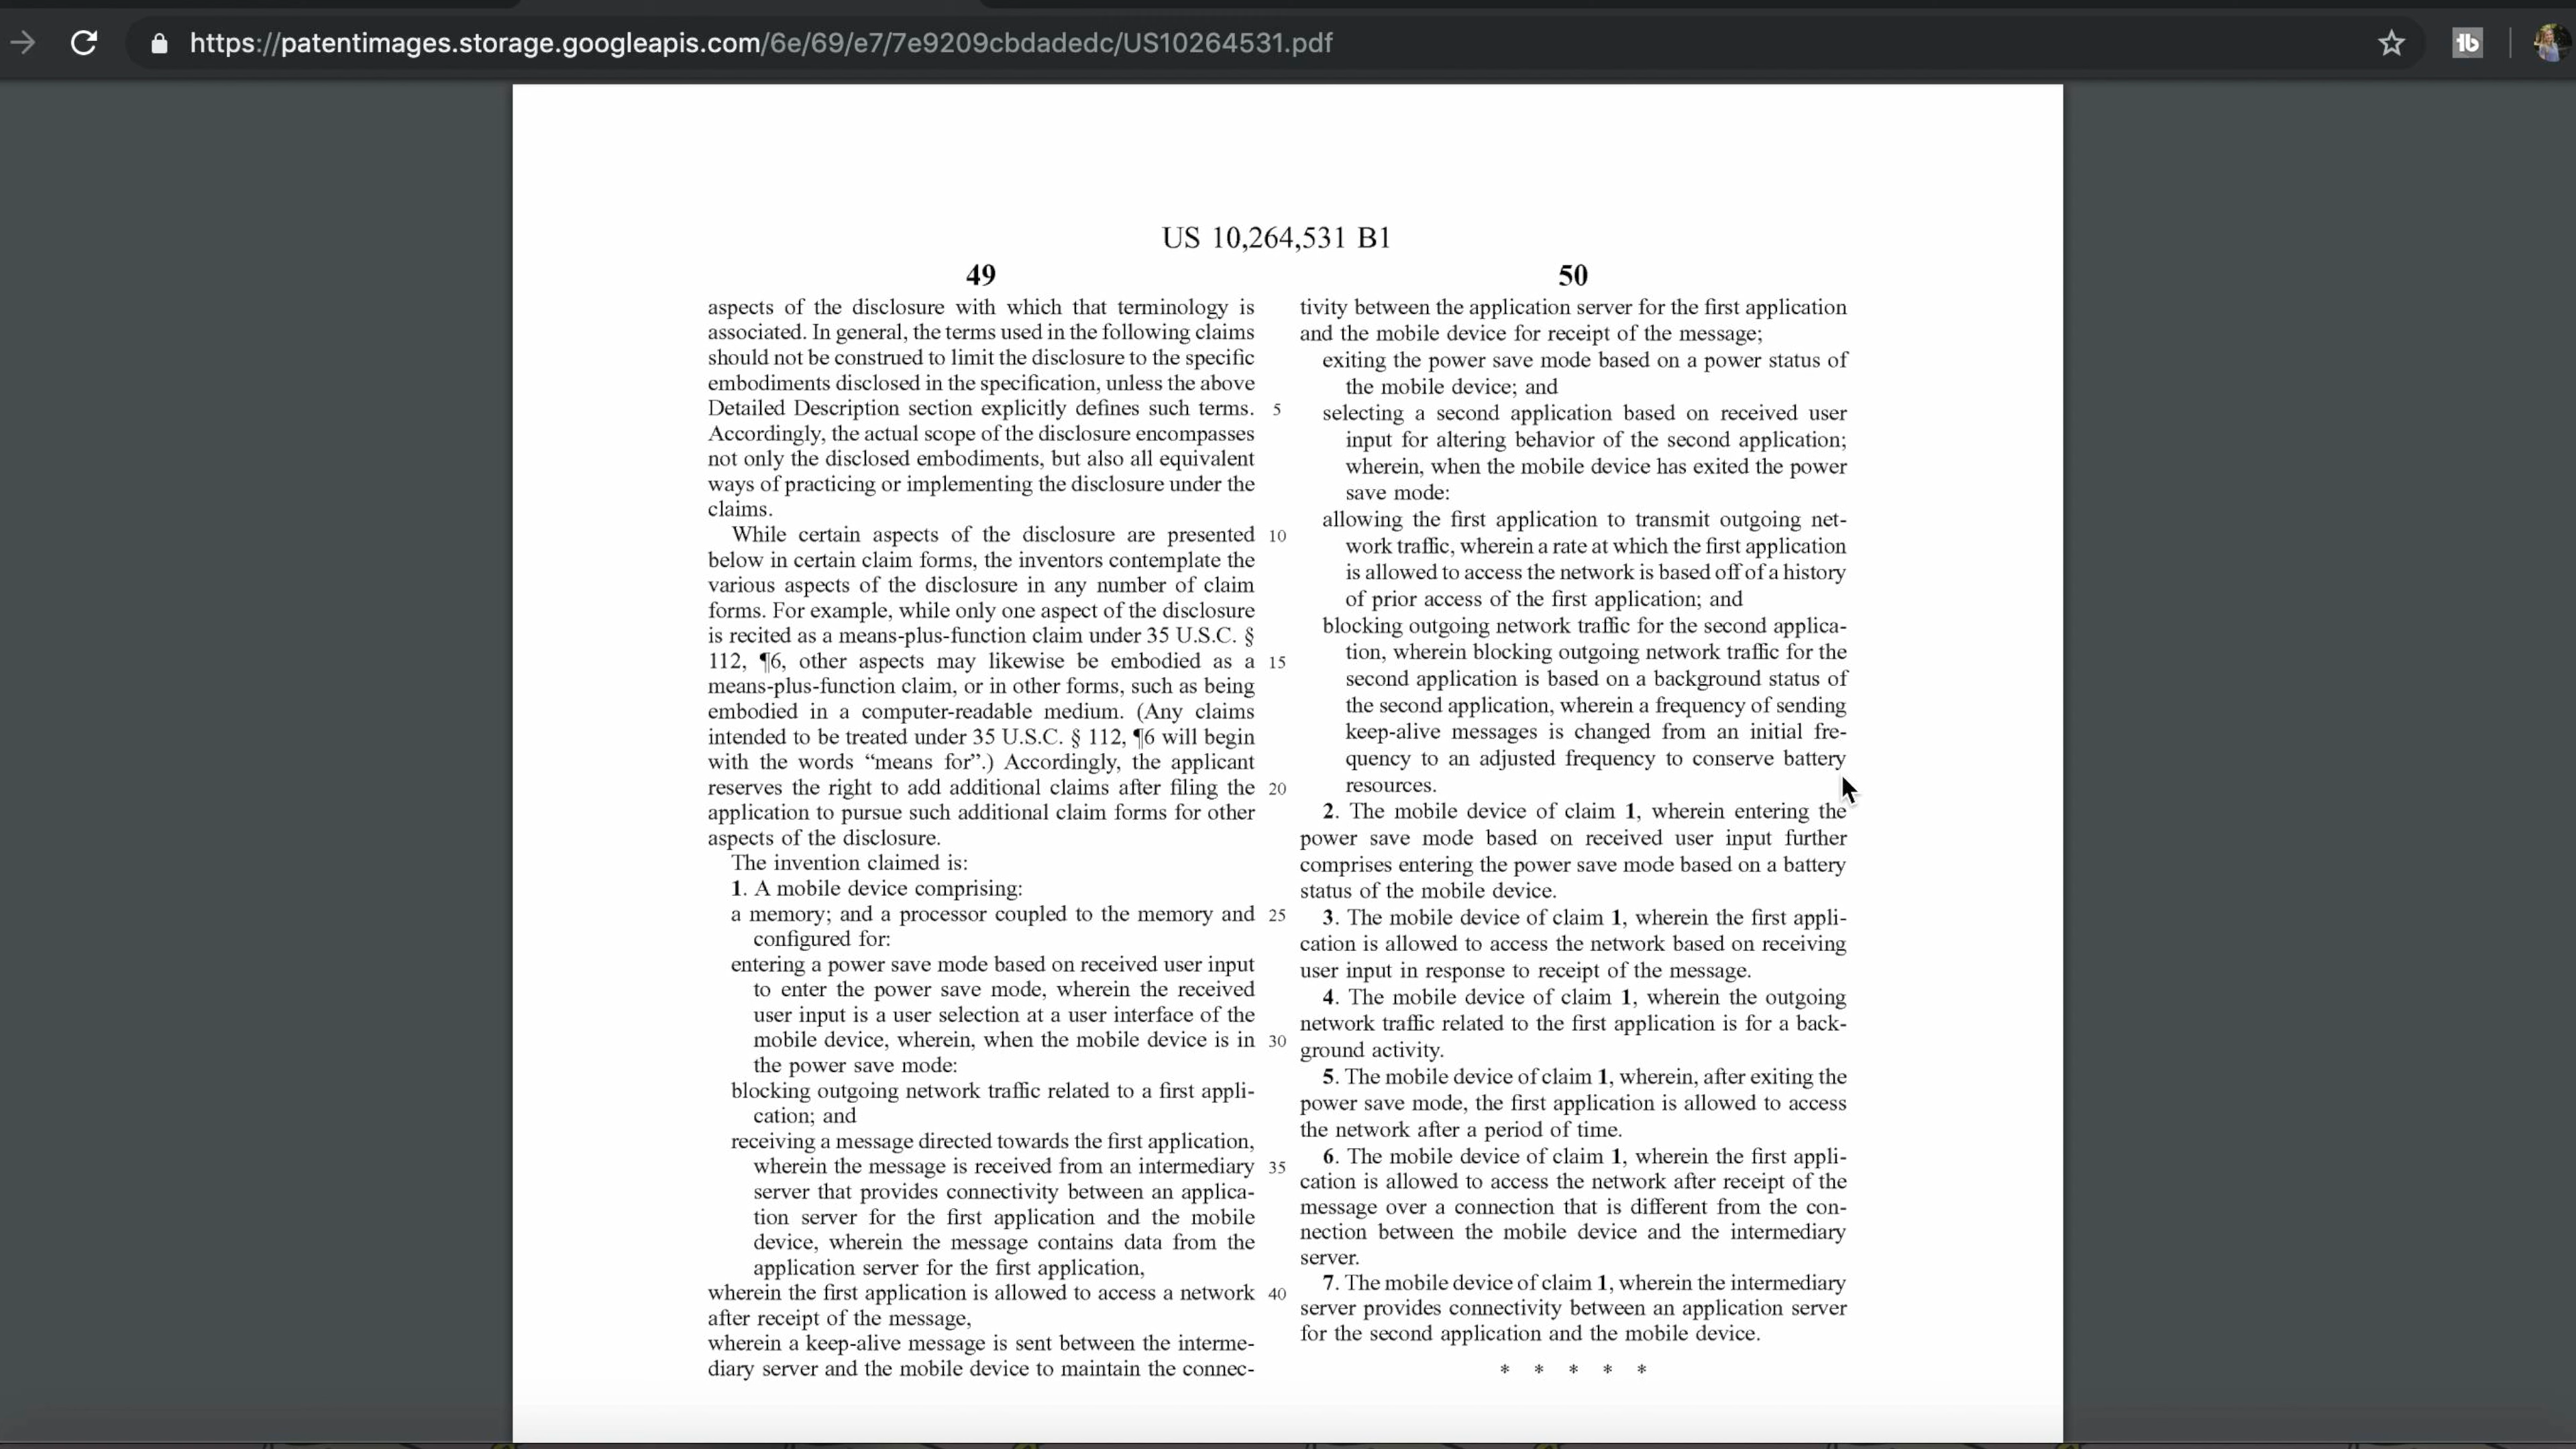 https://patentimages.storage.googleapis.com/6e/69/e7/7e9209cbdadedc/US10264531.pdf
tb
US 10,264,531 B1
49
aspects of the disclosure with which that terminology is
associated. In general, the terms used in the following claims
should not be construed to limit the disclosure to the specific
embodiments disclosed in the specification, unless the above
Detailed Description section explicitly defines such terms. 5
Accordingly, the actual scope of the disclosure encompasses
not only the disclosed embodiments, but also all equivalent
ways of practicing or implementing the disclosure under the
claims.
While certain aspects of the disclosure are presented 10
below in certain claim forms, the inventors contemplate the
various aspects of the disclosure in any number of claim
forms. For example, while only one aspect of the disclosure
is recited as a means-plus-function claim under 35 U.S.C. §
112, ¶6, other aspects may likewise be embodied as a 15
means-plus-function claim, or in other forms, such as being
embodied in a computer-readable medium. (Any claims
intended to be treated under 35 U.S.C. § 112, ¶6 will begin
with the words “means for”.) Accordingly, the applicant
reserves the right to add additional claims after filing the 20
application to pursue such additional claim forms for other
aspects of the disclosure.
The invention claimed is:
1. A mobile device comprising:
a memory; and a processor coupled to the memory and 25
configured for:
entering a power save mode based on received user input
to enter the power save mode, wherein the received
user input is a user selection at a user interface of the
mobile device, wherein, when the mobile device is in 30
the power save mode:
blocking outgoing network traffic related to a first appli-
cation; and
receiving a message directed towards the first application,
wherein the message is received from an intermediary 35
server that provides connectivity between an applica-
tion server for the first application and the mobile
device, wherein the message contains data from the
application server for the first application,
wherein the first application is allowed to access a network 40
after receipt of the message,
wherein a keep-alive message is sent between the interme-
diary server and the mobile device to maintain the connec-
50
tivity between the application server for the first application
and the mobile device for receipt of the message;
exiting the power save mode based on a power status of
the mobile device; and
selecting a second application based on received user
input for altering behavior of the second application;
wherein, when the mobile device has exited the power
save mode:
allowing the first application to transmit outgoing net-
work traffic, wherein a rate at which the first application
is allowed to access the network is based off of a history
of prior access of the first application; and
blocking outgoing network traffic for the second applica-
tion, wherein blocking outgoing network traffic for the
second application is based on a background status of
the second application, wherein a frequency of sending
keep-alive messages is changed from an initial fre-
quency to an adjusted frequency to conserve battery
resources.
2. The mobile device of claim 1, wherein entering the
power save mode based on received user input further
comprises entering the power save mode based on a battery
status of the mobile device.
3. The mobile device of claim 1, wherein the first appli-
cation is allowed to access the network based on receiving
user input in response to receipt of the message.
4. The mobile device of claim 1, wherein the outgoing
network traffic related to the first application is for a back-
ground activity.
5. The mobile device of claim 1, wherein, after exiting the
power save mode, the first application is allowed to access
the network after a period of time.
6. The mobile device of claim 1, wherein the first appli-
cation is allowed to access the network after receipt of the
message over a connection that is different from the con-
nection between the mobile device and the intermediary
server.
7. The mobile device of claim 1, wherein the intermediary
server provides connectivity between an application server
for the second application and the mobile device.
* * * * *